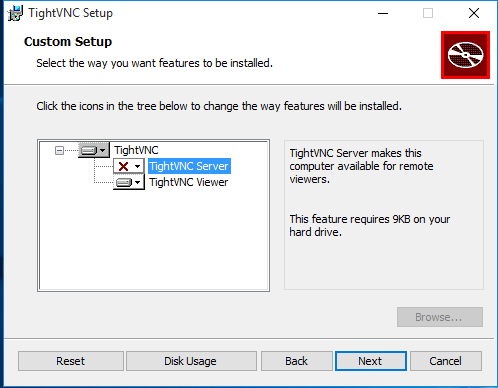 TightVNC Setup
Custom Setup
Select the way you want features to be installed.
Click the icons in the tree below to change the way features will be installed.
TightVNC
TightVNC Server
TightVNC Viewer
TightVNC Server makes this
computer available for remote
viewers.
This feature requires 9KB on your
hard drive.
Browse...
Reset
Disk Usage
Back
Next
Cancel